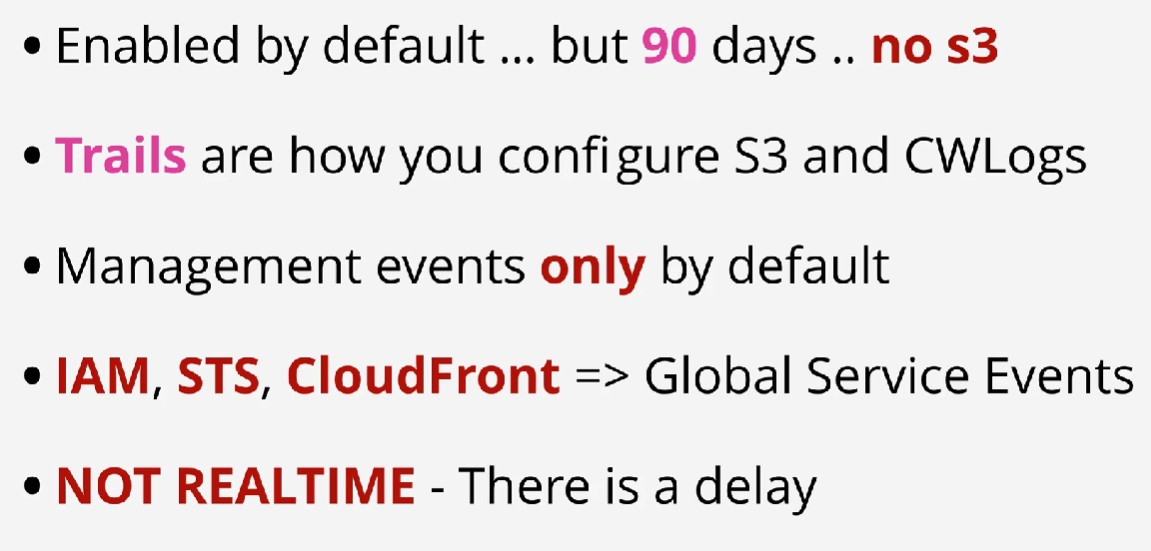 • Enabled by default ... but 90 days .. no s3
• Trails are how you configure S3 and CWLogs
• Management events only by default
• IAM, STS, CloudFront => Global Service Events
• NOT REALTIME - There is a delay